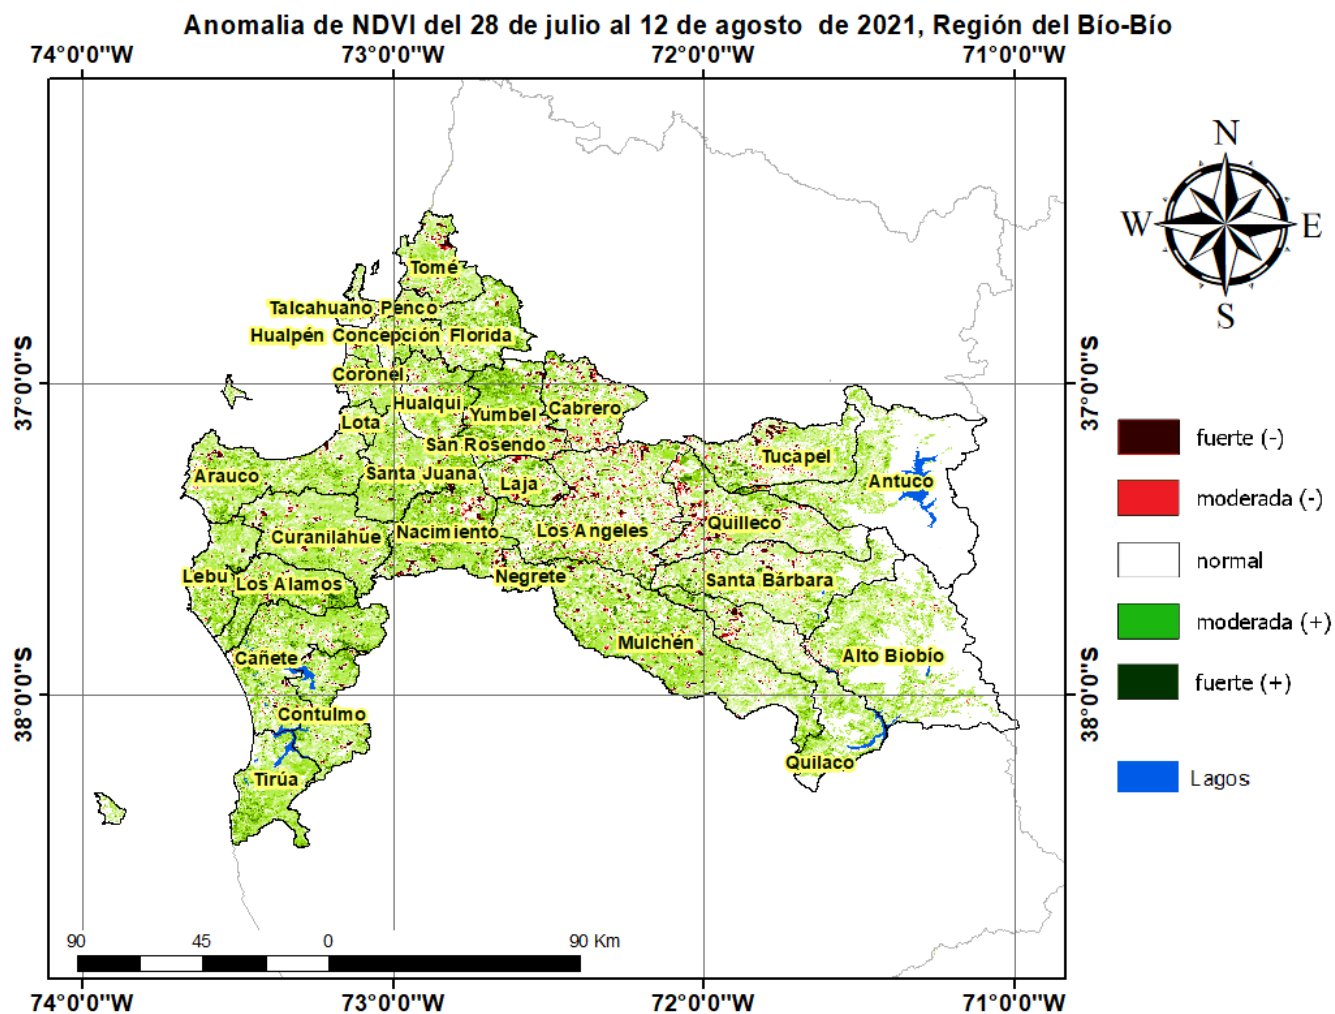 Anomalia de NDVI del 28 de julio al 12 de agosto  de 2021, Región del Bío-Bío
74°0'0"W 73°0'0"W 72°0'0"W 71°0'0"W
N
W E
S
Tomé
Talcahuano Penco
Hualpén Concepción Florida
37°0'0"S 37°0'0"S
Coronel
Hualqui Yumbel Cabrero
Lota
San Rosendo
Tucapel
Arauco Santa Juana Laja Antuco
Curanilahue Nacimiento Los Angeles Quilleco
Lebu Los Alamos Negrete Santa Bárbara
Mulchén
Cañete Alto Biobío
38°0'0"S 38°0'0"S
Contulmo
Quilaco
Tirúa
fuerte (-)
moderada (-)
normal
moderada (+)
fuerte (+)
Lagos
90 45 0 90 Km
74°0'0"W 73°0'0"W 72°0'0"W 71°0'0"W